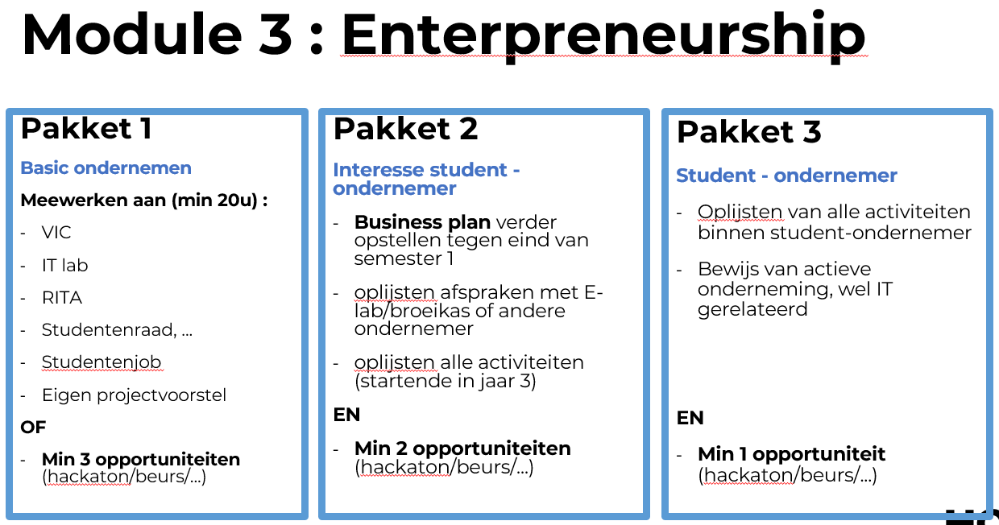 Module 3 : Enterpreneurship
Pakket 1
Basic ondernemen
Meewerken aan (min 20u) :
- VIC
- IT lab
- RITA
- Studentenraad, ...
- Studentenjob
- Eigen projectvoorstel
OF
- Min 3 opportuniteiten
(hackaton/beurs/...)
Pakket 2
Interesse student -
ondernemer
- Business plan verder
opstellen tegen eind van
semester 1
- oplijsten afspraken met E-
lab/broeikas of andere
ondernemer
- oplijsten alle activiteiten
(startende in jaar 3)
EN
- Min 2 opportuniteiten
(hackaton/beurs/...)
Pakket 3
Student - ondernemer
- Oplijsten van alle activiteiten
binnen student-ondernemer
- Bewijs van actieve
onderneming, wel IT
gerelateerd
EN
- Min 1 opportuniteit
(hackaton/beurs/...)